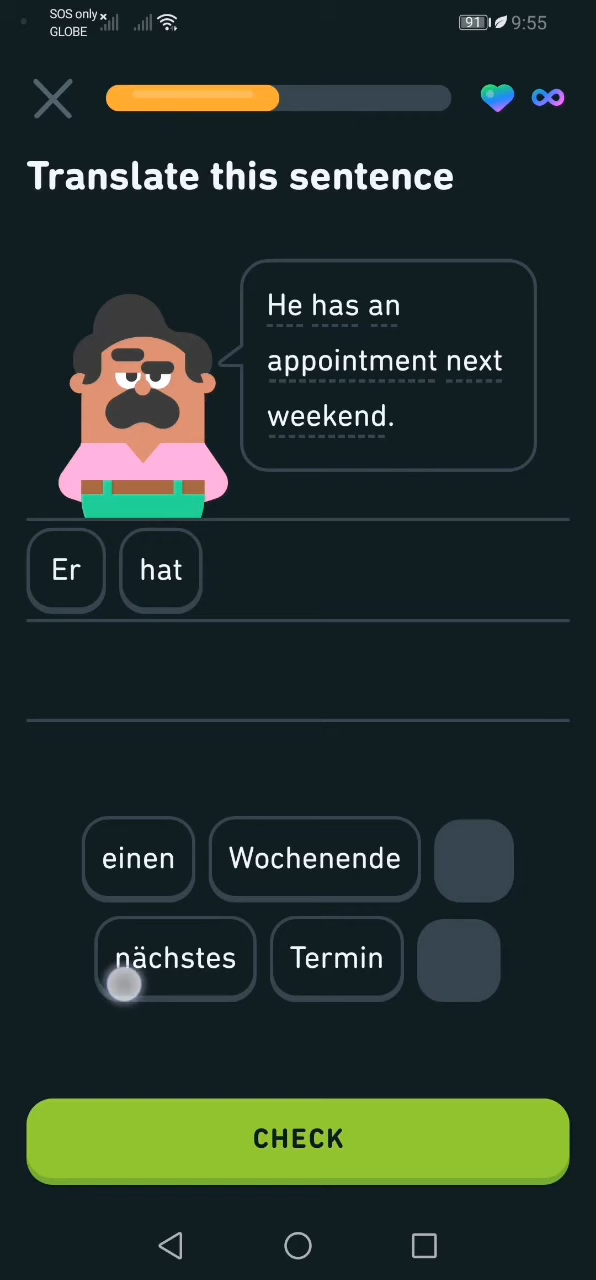 SOS only
GLOBE
91
9:55
Translate this sentence
He has an
appointment next
weekend.
Er hat
einen Wochenende
nächstes Termin
CHECK